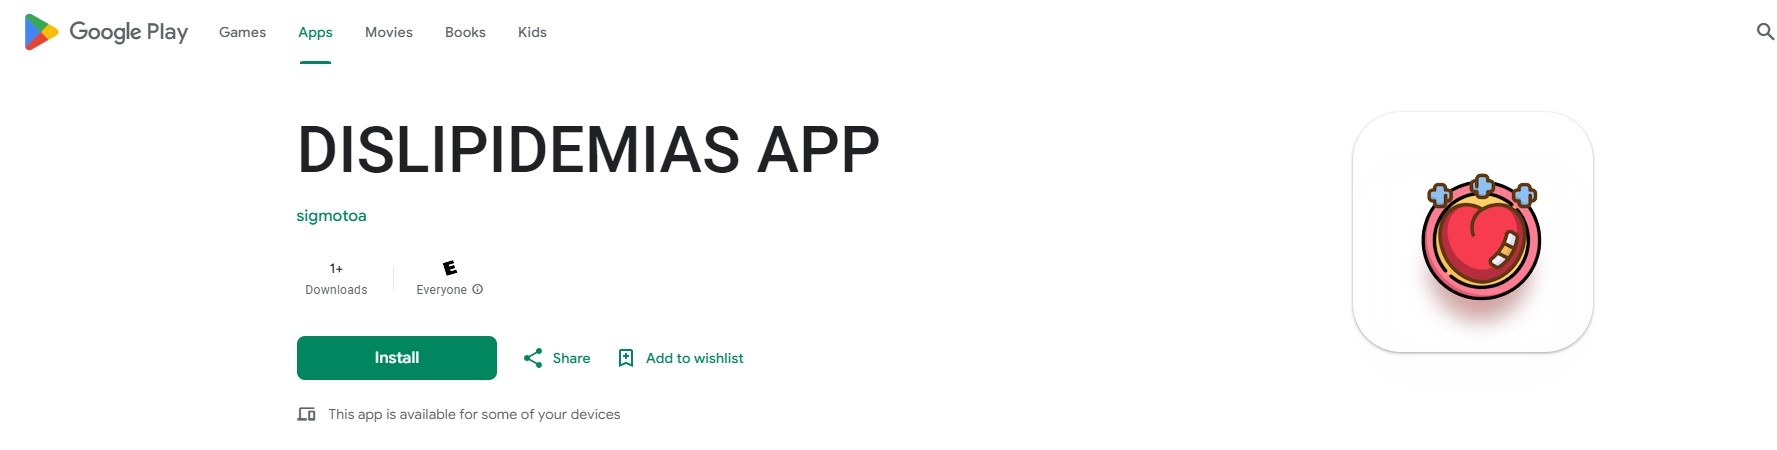 Google Play Games Apps Movies Books Kids
DISLIPIDEMIAS APP
sigmotoa
1+
Downloads
E
Everyone
Install Share Add to wishlist
This app is available for some of your devices